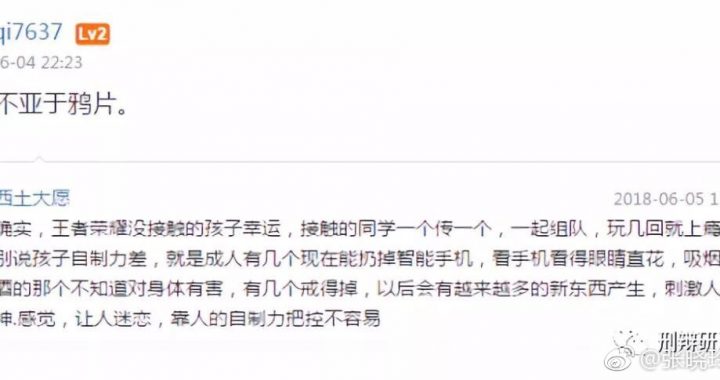 qi7637 Lv2
6-04 22:23
不亚于鸦片。
西土大愿
2018-06-05 1
确实，王者荣耀没接触的孩子幸运，接触的同学一个传一个，一起组队，玩几回就上瘾
别说孩子自制力差，就是成人有几个现在能扔掉智能手机，看手机看得眼睛直花，吸烟
酒的那个不知道对身体有害，有几个戒得掉，以后会有越来越多的新东西产生，刺激人
神.感觉，让人迷恋，靠人的自制力把控不容易
刑辩研
@张晓玲